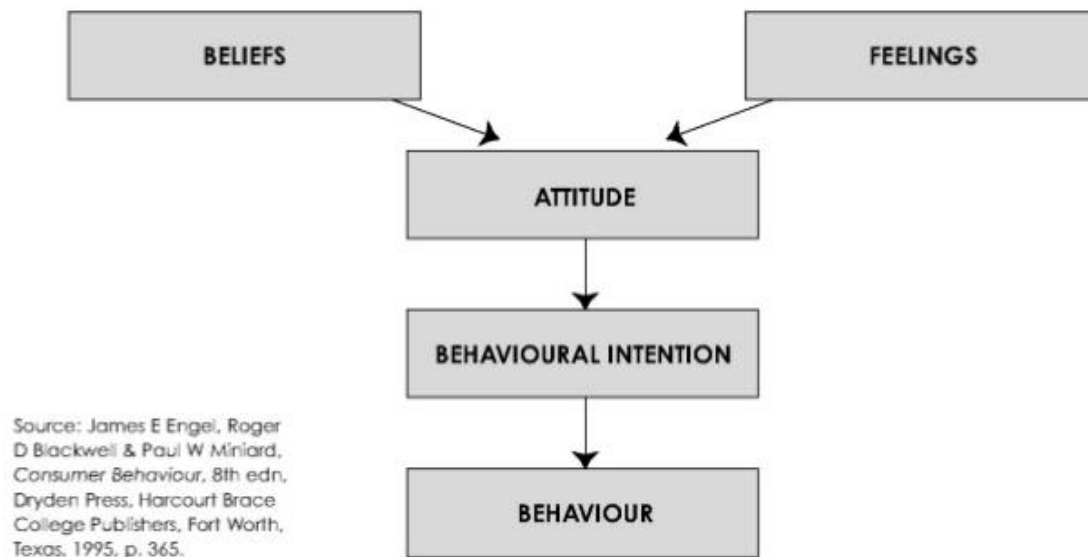 BELIEFS
FEELINGS
ATTITUDE
BEHAVIOURAL INTENTION
BEHAVIOUR
Source: James E Engel, Roger
D Blackwell & Paul W Miniard,
Consumer Behaviour, 8th edn,
Dryden Press, Harcourt Brace
College Publishers, Fort Worth,
Texas, 1995, p. 365.